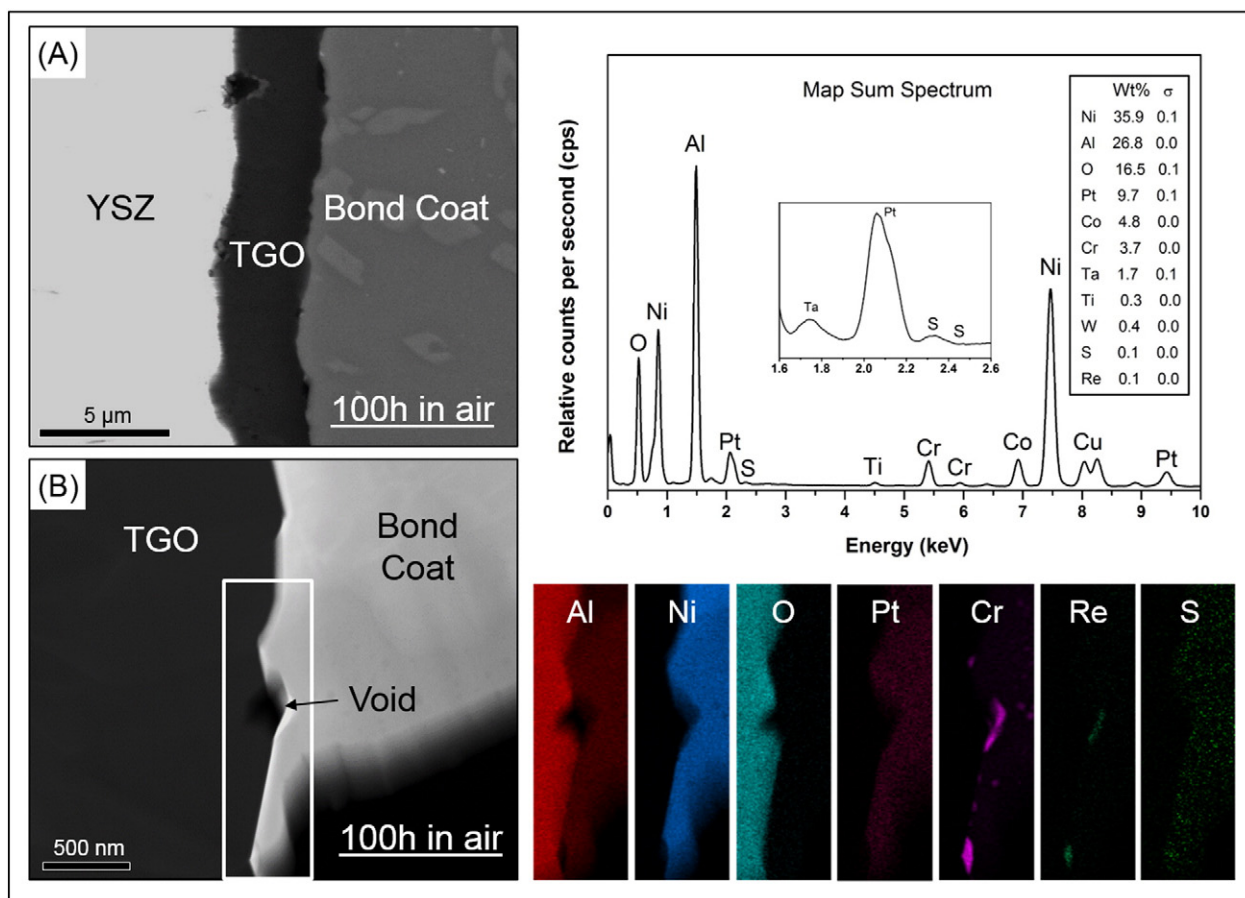 (A)
YSZ
TGO
Bond Coat
5 µm
100h in air
(B)
TGO
Bond
Coat
Void
500 nm
100h in air
Relative counts per second (cps)
Map Sum Spectrum
Wt% σ
Ni 35.9 0.1
Al 26.8 0.0
O 16.5 0.1
Pt 9.7 0.1
Co 4.8 0.0
Cr 3.7 0.0
Ta 1.7 0.1
Ti 0.3 0.0
W 0.4 0.0
S 0.1 0.0
Re 0.1 0.0
Pt
Ta
S
S
1.6 1.8 2.0 2.2 2.4 2.6
O
Ni
Al
Pt
S
Ti
Cr
Cr
Co
Ni
Cu
Pt
0 1 2 3 4 5 6 7 8 9 10
Energy (keV)
Al Ni O Pt Cr Re S